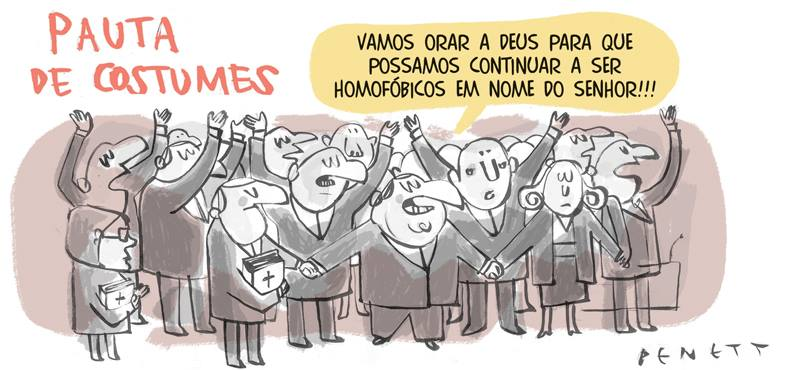 PAUTA
DE COSTUMES
VAMOS ORAR A DEUS PARA QUE
POSSAMOS CONTINUAR A SER
HOMOFÓBICOS EM NOME DO SENHOR!!!
BENETT